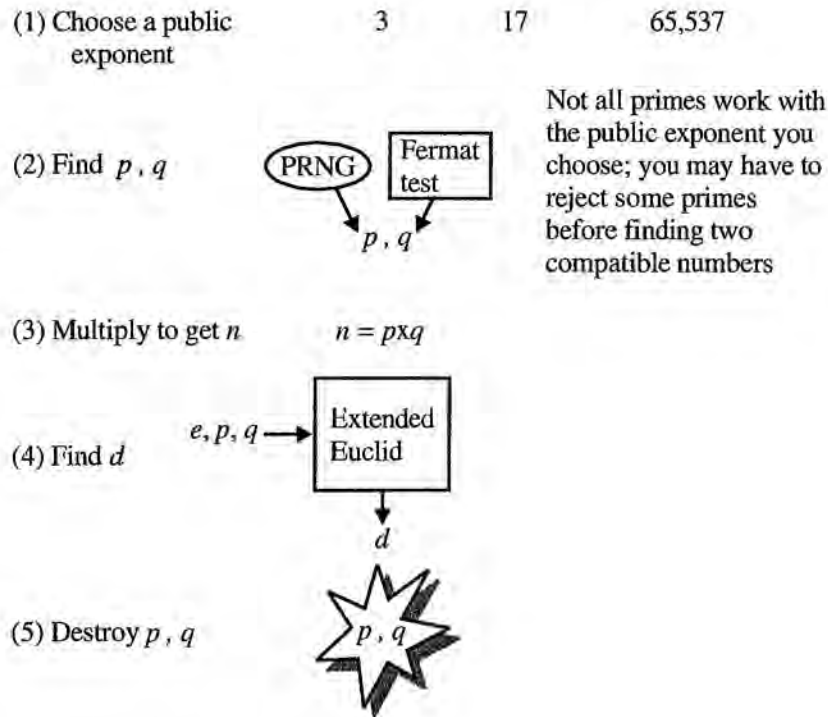 (1) Choose a public
exponent
3 17 65,537
(2) Find p, q
PRNG
Fermat
test
p, q
Not all primes work with
the public exponent you
choose; you may have to
reject some primes
before finding two
compatible numbers
(3) Multiply to get n
n = pxq
(4) Find d
e, p, q
Extended
Euclid
d
(5) Destroy p, q
p, q